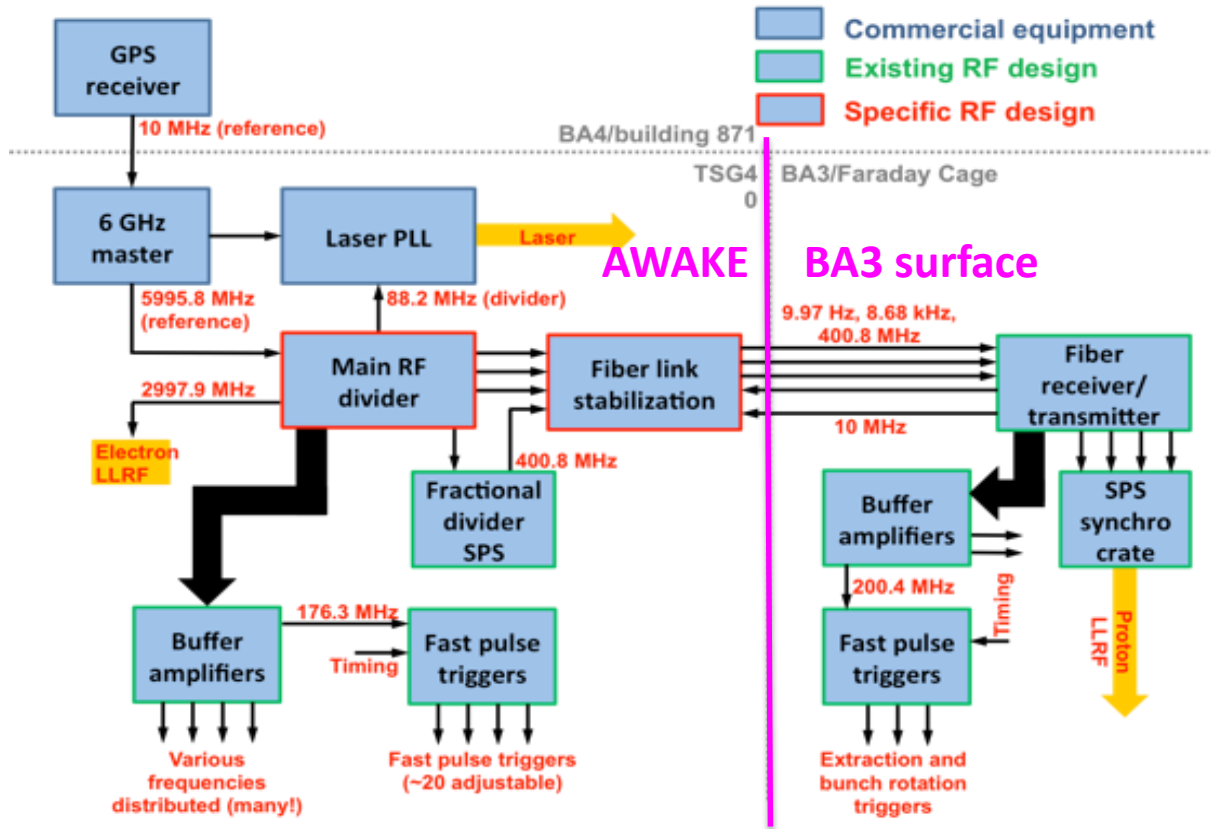 Commercial equipment
Existing RF design
Specific RF design
GPS
receiver
10 MHz (reference)
BA4/building 871
TSG4
0
BA3/Faraday Cage
6 GHz
master
Laser PLL
Laser
AWAKE
BA3 surface
5995.8 MHz
(reference)
88.2 MHz (divider)
9.97 Hz, 8.68 kHz,
400.8 MHz
Main RF
divider
Fiber link
stabilization
Fiber
receiver/
transmitter
2997.9 MHz
10 MHz
Electron
LLRF
400.8 MHz
Fractional
divider
SPS
Buffer
amplifiers
SPS
synchro
crate
200.4 MHz
Timing
Proton
LLRF
176.3 MHz
Buffer
amplifiers
Timing
Fast pulse
triggers
Fast pulse
triggers
Various
frequencies
distributed (many!)
Fast pulse triggers
(~20 adjustable)
Extraction and
bunch rotation
triggers